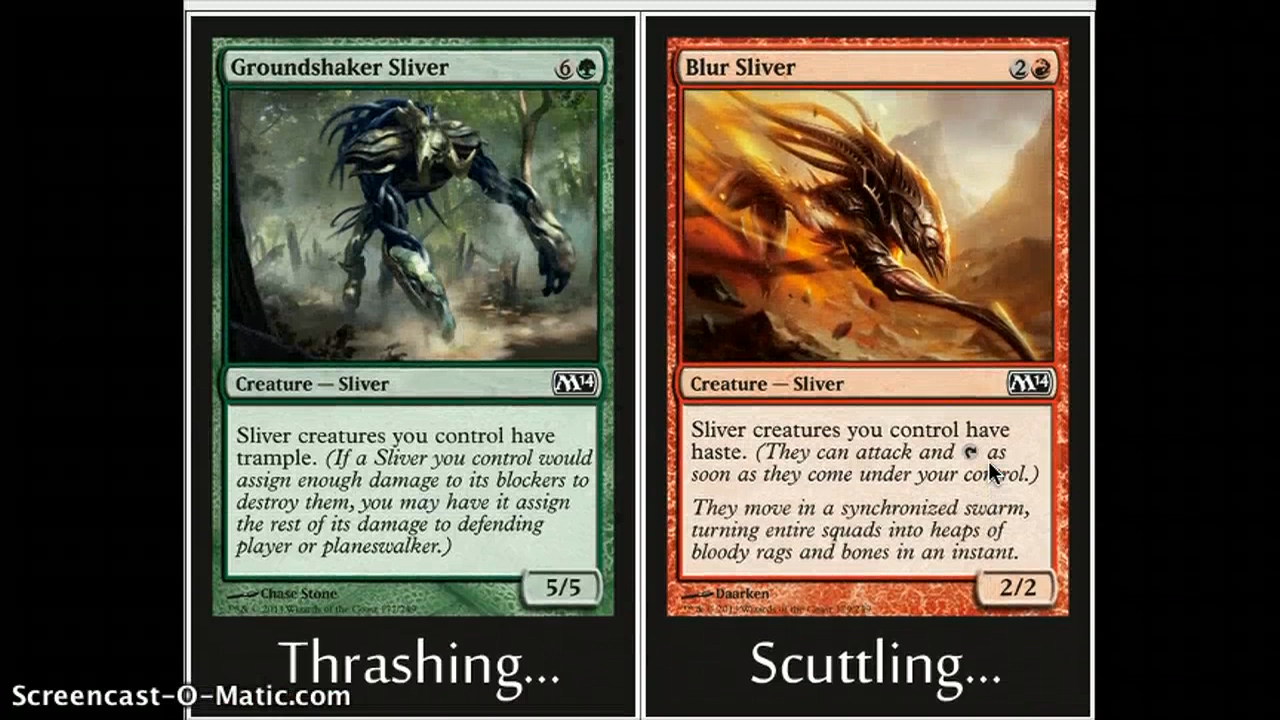 Groundshaker Sliver
6
Creature — Sliver
M14
Sliver creatures you control have
trample. (If a Sliver you control would
assign enough damage to its blockers to
destroy them, you may have it assign
the rest of its damage to defending
player or planeswalker.)
5/5
Chase Stone
Thrashing...
Blur Sliver
2
Creature — Sliver
M14
Sliver creatures you control have
haste. (They can attack and as
soon as they come under your control.)
They move in a synchronized swarm,
turning entire squads into heaps of
bloody rags and bones in an instant.
2/2
Daarken
Scuttling...
Screencast-O-Matic.com